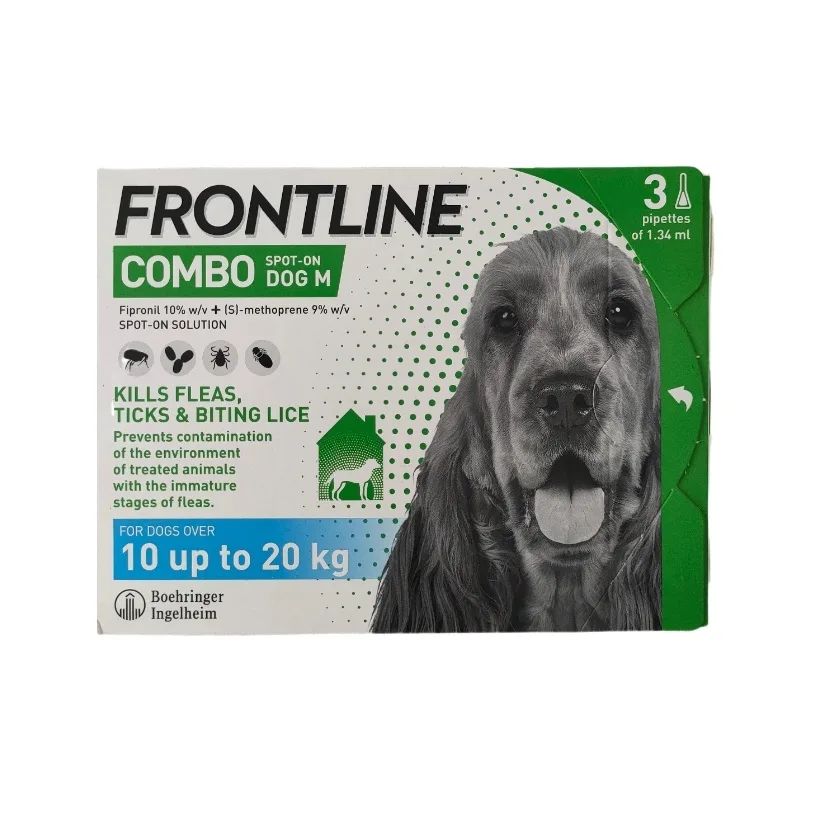 FRONTLINE
COMBO SPOT-ON DOG M
Fipronil 10% w/v + (S)-methoprene 9% w/v
SPOT-ON SOLUTION
KILLS FLEAS,
TICKS & BITING LICE
Prevents contamination
of the environment
of treated animals
with the immature
stages of fleas.
FOR DOGS OVER
10 up to 20 kg
Boehringer
Ingelheim
3
pipettes
of 1.34 ml